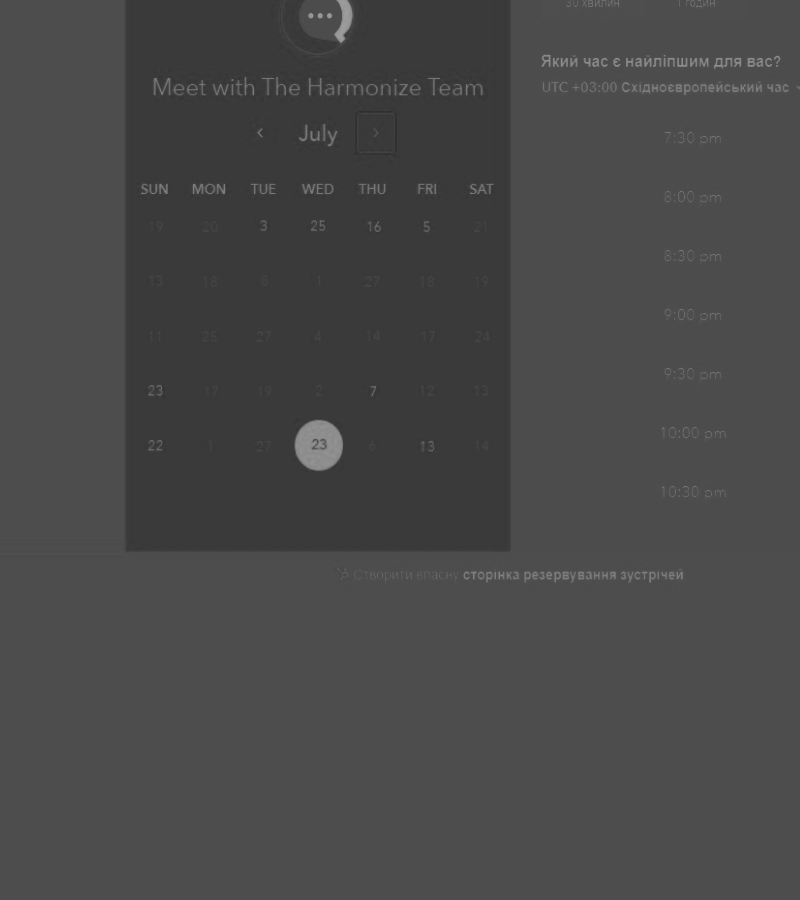 30 хвилин 1 годин
Meet with The Harmonize Team
July
SUN MON TUE WED THU FRI SAT
19 20 3 25 16 5 21
13 18 8 1 27 18 19
11 25 27 4 14 17 24
23 17 19 2 7 12 13
22 1 27 23 6 13 14
Який час є найліпшим для вас?
UTC +03:00 Східноєвропейський час
7:30 pm
8:00 pm
8:30 pm
9:00 pm
9:30 pm
10:00 pm
10:30 pm
Створити власну сторінка резервування зустрічей